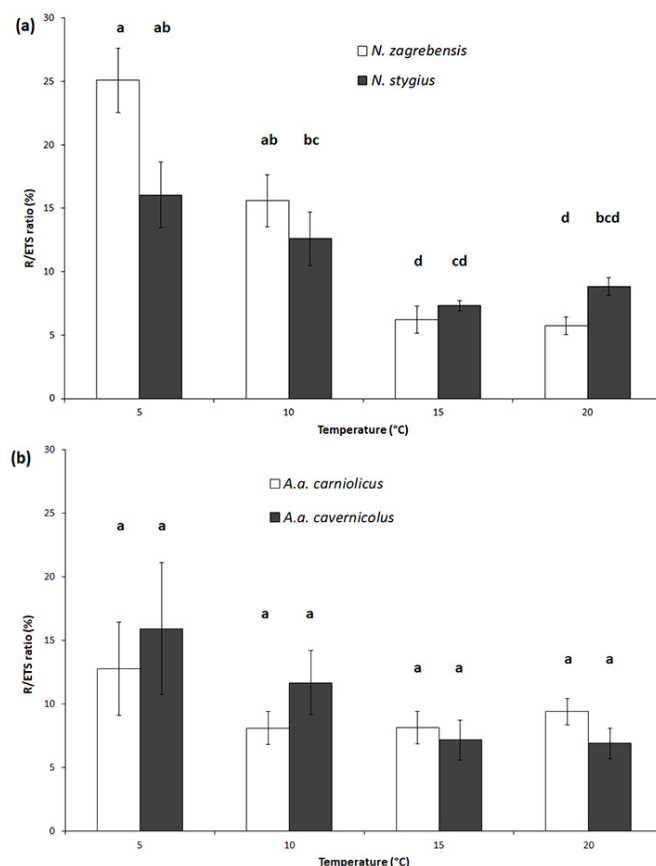 (a)
30
25
20
15
10
5
0
R/ETS ratio (%)
a ab
ab bc
d cd
d bcd
N. zagrebensis
N. stygius
5 10 15 20
Temperature (°C)
(b)
30
25
20
15
10
5
0
R/ETS ratio (%)
A.a. carniolicus
A.a. cavernicolus
a a
a a
a a
a a
5 10 15 20
Temperature (°C)